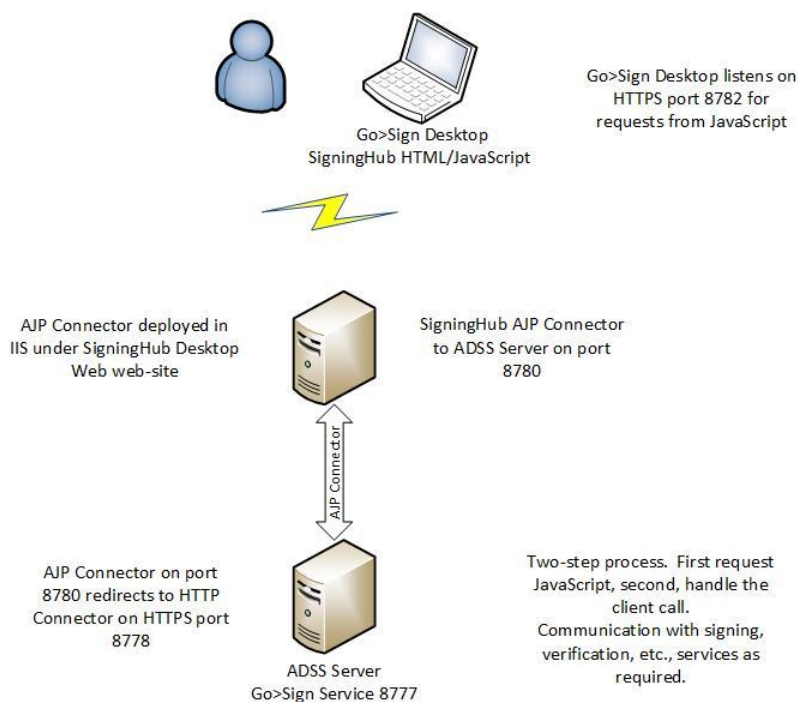 Go>Sign Desktop listens on
HTTPS port 8782 for
requests from JavaScript
Go>Sign Desktop
SigningHub HTML/JavaScript
AJP Connector deployed in
IIS under SigningHub Desktop
Web web-site
SigningHub AJP Connector
to ADSS Server on port
8780
AJP Connector
AJP Connector on port
8780 redirects to HTTP
Connector on HTTPS port
8778
Two-step process. First request
JavaScript, second, handle the
client call.
Communication with signing,
verification, etc., services as
required.
ADSS Server
Go>Sign Service 8777